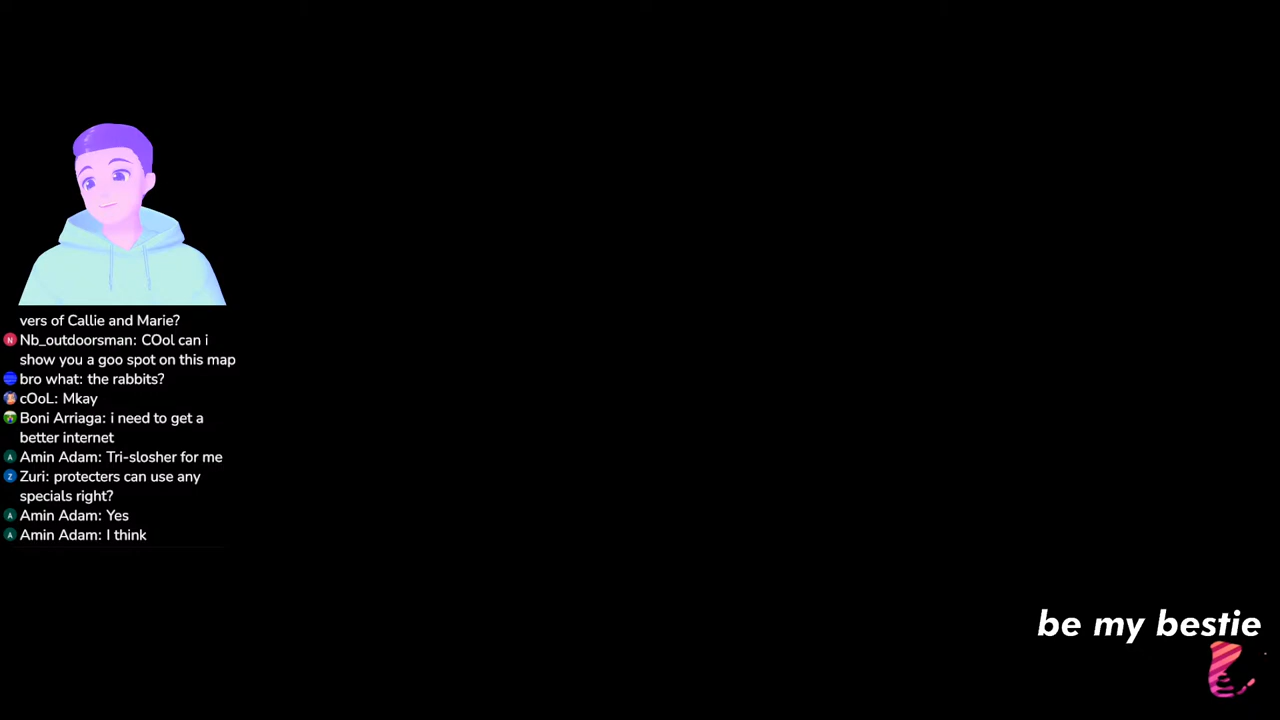 vers of Callie and Marie?
N Nb_outdoorsman: COol can i
show you a goo spot on this map
bro what: the rabbits?
cOoL: Mkay
Boni Arriaga: i need to get a
better internet
A Amin Adam: Tri-slosher for me
Z Zuri: protecters can use any
specials right?
A Amin Adam: Yes
A Amin Adam: I think
be my bestie